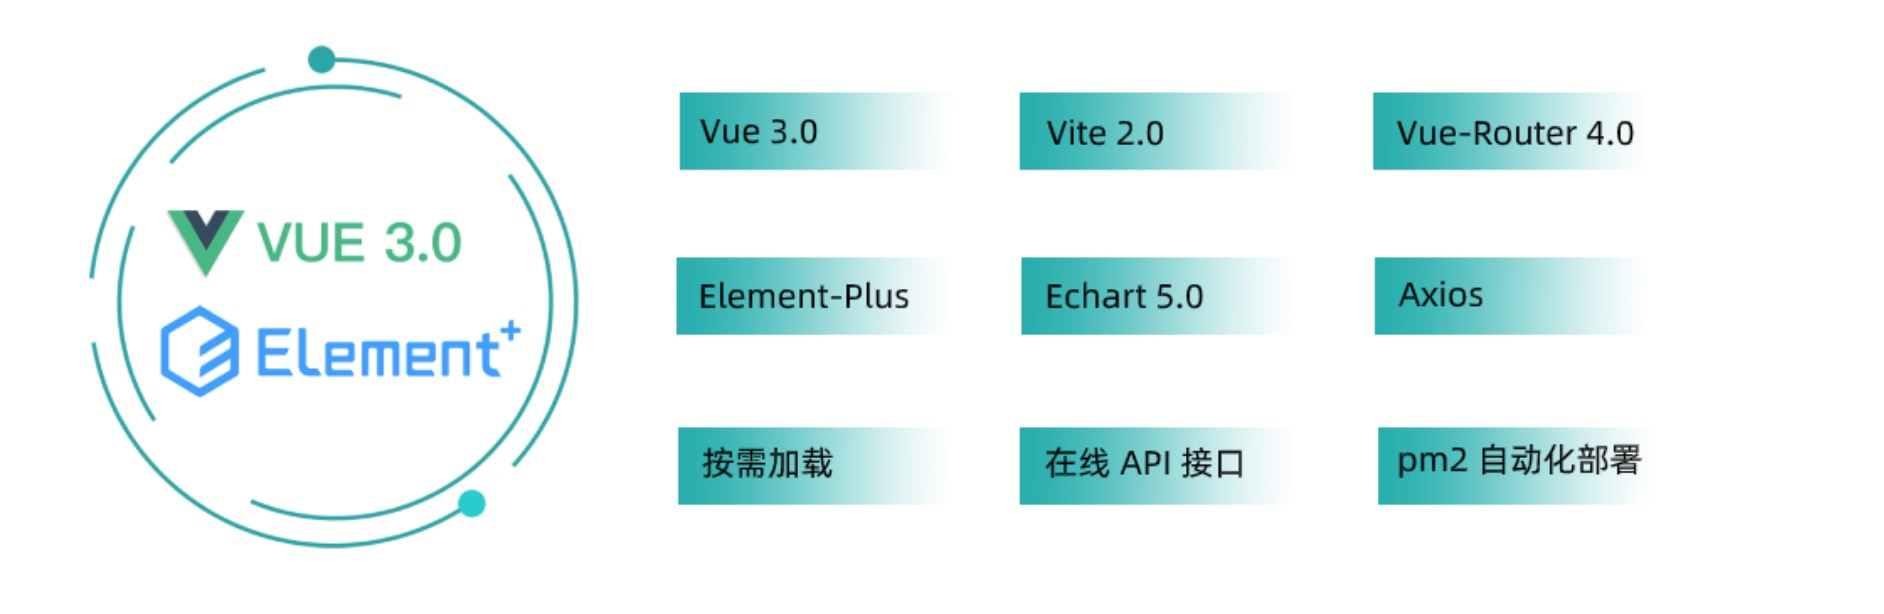 VUE 3.0
Element+
Vue 3.0
Vite 2.0
Vue-Router 4.0
Element-Plus
Echart 5.0
Axios
按需加载
在线 API 接口
pm2 自动化部署